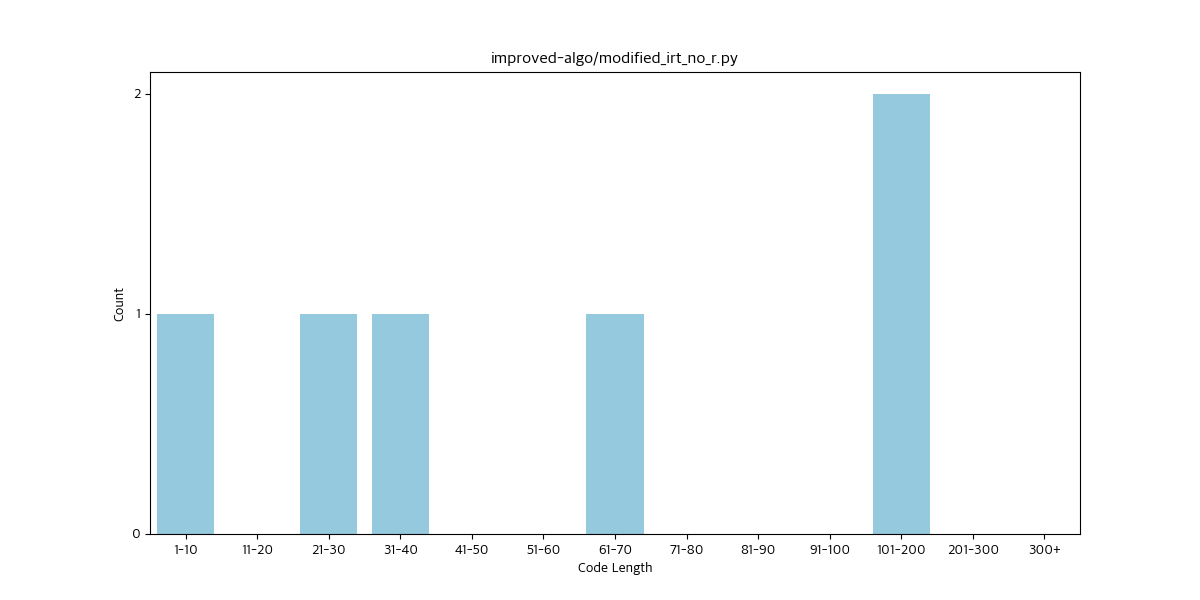 improved-algo/modified_irt_no_r.py
2
1
0
Count
1-10 11-20 21-30 31-40 41-50 51-60 61-70 71-80 81-90 91-100 101-200 201-300 300+
Code Length